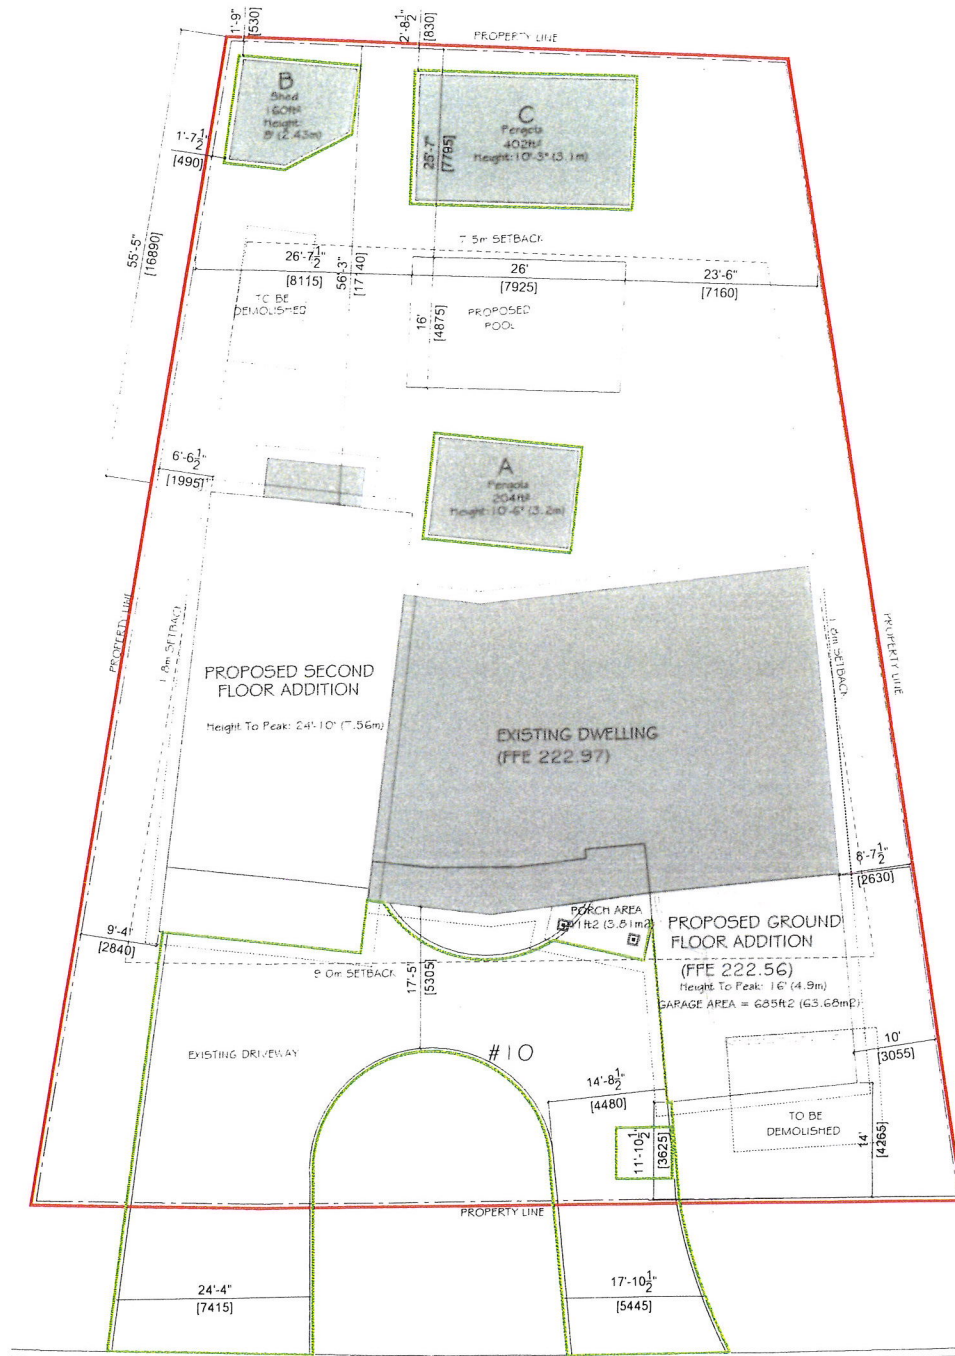 1'-9"
[530]
2'-8 1/2"
[830]
PROPERTY LINE
B
Shed
160ft²
Height:
8' (2.43m)
C
Pergola
402ft²
Height: 10'-3" (3.1m)
1'-7 1/2"
[490]
25'-7"
[7795]
55'-5"
[16890]
7.5m SETBACK
26'-7 1/2"
[8115]
56'-3"
[17140]
26'
[7925]
23'-6"
[7160]
TO BE
DEMOLISHED
16'
[4875]
PROPOSED
POOL
6'-6 1/2"
[1995]
A
Pergola
204ft²
Height: 10'-6" (3.2m)
PROPERTY LINE
1.8m SETBACK
PROPOSED SECOND
FLOOR ADDITION
Height To Peak: 24'-10" (7.56m)
EXISTING DWELLING
(FFE 222.97)
1.8m SETBACK
PROPERTY LINE
8'-7 1/2"
[2630]
9'-4"
[2840]
9.0m SETBACK
17'-5"
[5305]
PORCH AREA
41ft2 (3.81m2)
PROPOSED GROUND
FLOOR ADDITION
(FFE 222.56)
Height To Peak: 16' (4.9m)
GARAGE AREA = 685ft2 (63.68m2)
EXISTING DRIVEWAY
#10
10'
[3055]
14'-8 1/2"
[4480]
11'-10 1/2"
[3625]
TO BE
DEMOLISHED
14'
[4265]
PROPERTY LINE
24'-4"
[7415]
17'-10 1/2"
[5445]